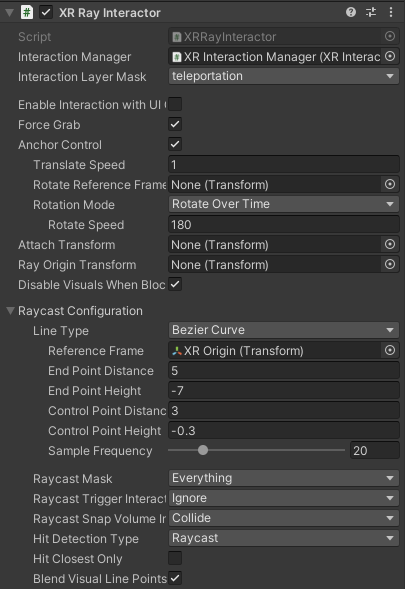 XR Ray Interactor
Script XRRayInteractor
Interaction Manager XR Interaction Manager (XR Interac
Interaction Layer Mask teleportation
Enable Interaction with UI
Force Grab
Anchor Control
Translate Speed 1
Rotate Reference Frame None (Transform)
Rotation Mode Rotate Over Time
Rotate Speed 180
Attach Transform None (Transform)
Ray Origin Transform None (Transform)
Disable Visuals When Bloc
Raycast Configuration
Line Type Bezier Curve
Reference Frame XR Origin (Transform)
End Point Distance 5
End Point Height -7
Control Point Distanc 3
Control Point Height -0.3
Sample Frequency 20
Raycast Mask Everything
Raycast Trigger Interact Ignore
Raycast Snap Volume In Collide
Hit Detection Type Raycast
Hit Closest Only
Blend Visual Line Points